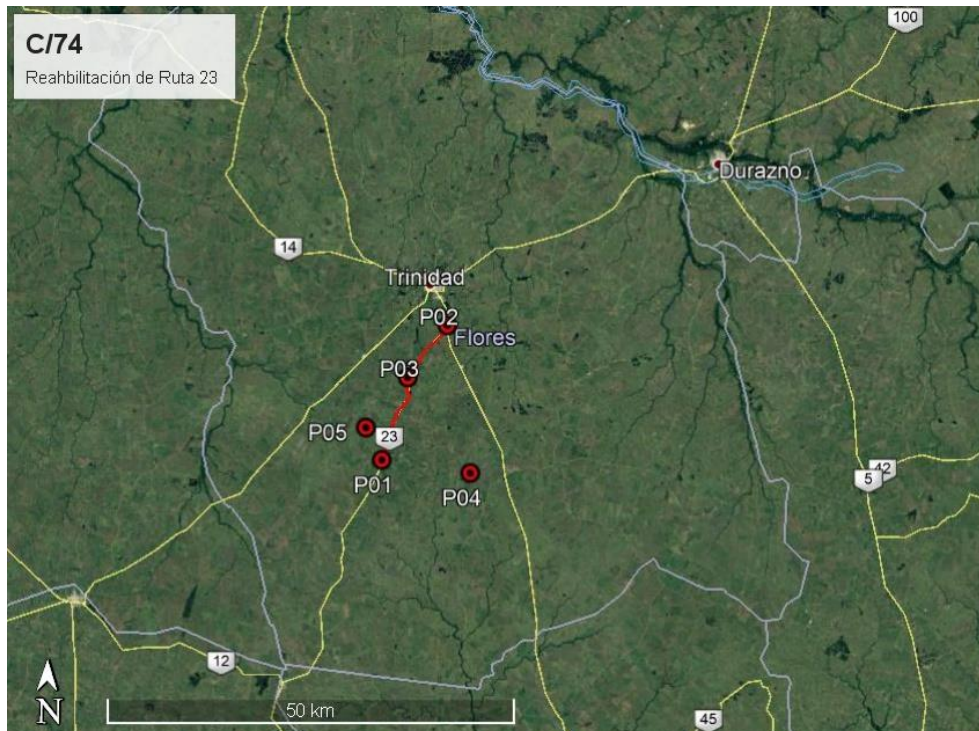 C/74
Reahbilitación de Ruta 23
100
Durazno
14
Trinidad
P02
Flores
P03
P05
23
P01
P04
42
5
12
N
50 km
45